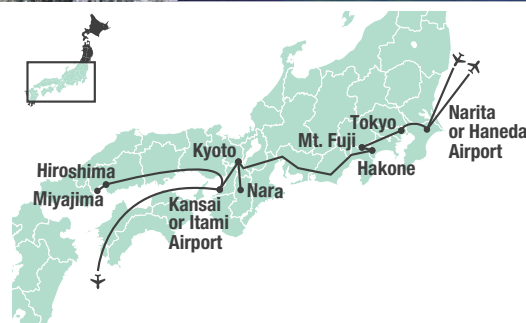 Tokyo
Narita
or Haneda
Airport
Mt. Fuji
Hakone
Kyoto
Nara
Hiroshima
Miyajima
Kansai
or Itami
Airport